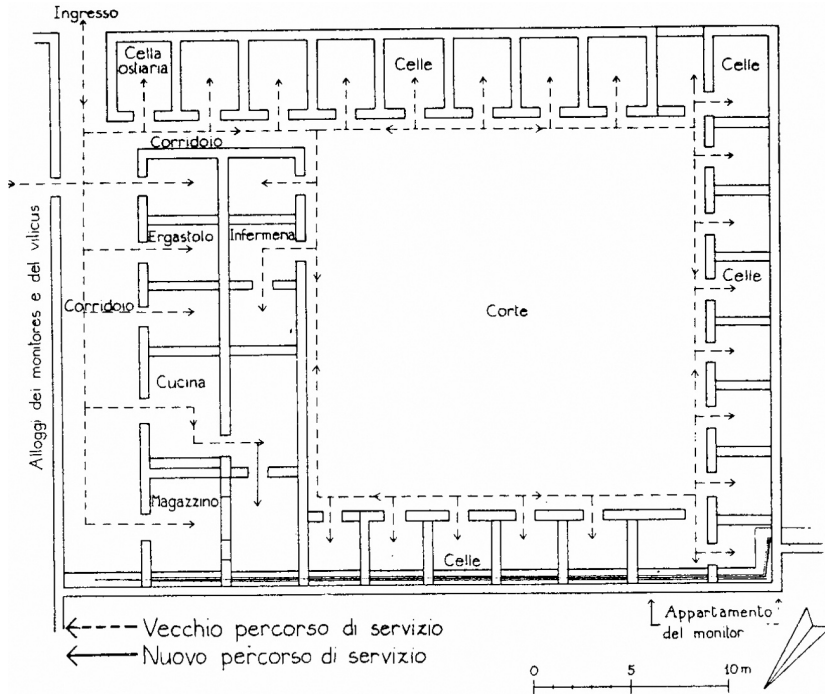 Ingresso
Cella
ostiaria
Celle
Celle
Corridoio
Ergastolo
Infermeria
Alloggi dei monitores e del vilicus
Corridoio
Celle
Corte
Cucina
Magazzino
Celle
Appartamento
del monitor
Vecchio percorso di servizio
Nuovo percorso di servizio
0 5 10 m